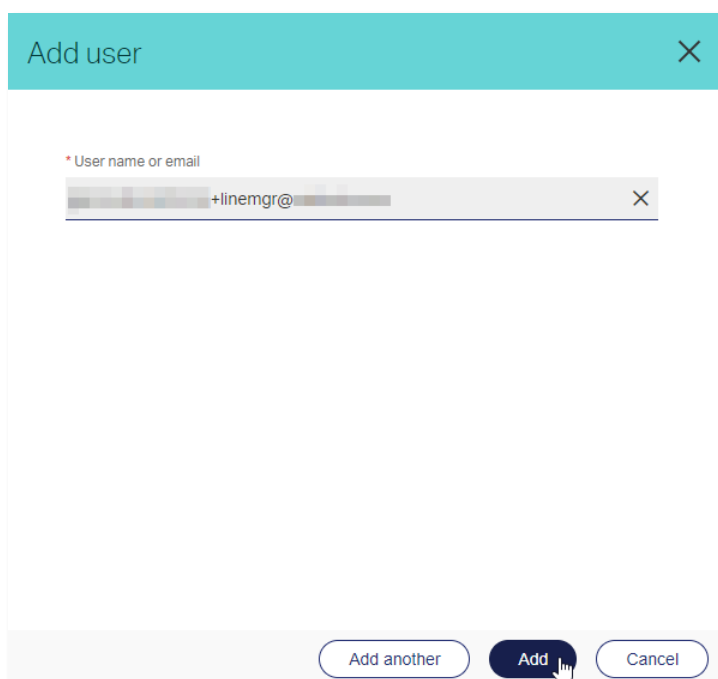 Add user
* User name or email
+linemgr@
Add another
Add
Cancel